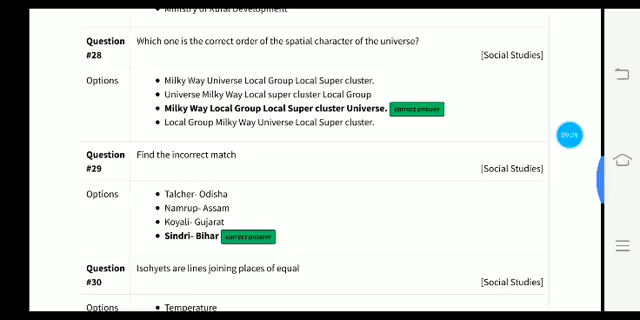 Ministry of Rural Development
Question #28
Which one is the correct order of the spatial character of the universe?
[Social Studies]
Options
Milky Way Universe Local Group Local Super cluster.
Universe Milky Way Local super cluster Local Group
Milky Way Local Group Local Super cluster Universe. correct answer
Local Group Milky Way Universe Local Super cluster.
Question #29
Find the incorrect match
[Social Studies]
Options
Talcher- Odisha
Namrup- Assam
Koyali- Gujarat
Sindri- Bihar correct answer
Question #30
Isohyets are lines joining places of equal
[Social Studies]
Options
Temperature